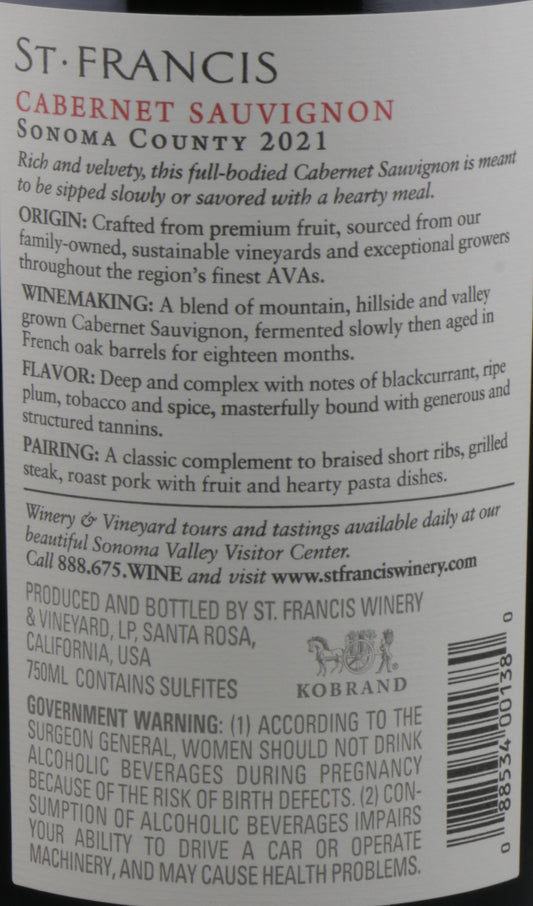 ST·FRANCIS
CABERNET SAUVIGNON
SONOMA COUNTY 2021
Rich and velvety, this full-bodied Cabernet Sauvignon is meant
to be sipped slowly or savored with a hearty meal.
ORIGIN: Crafted from premium fruit, sourced from our
family-owned, sustainable vineyards and exceptional growers
throughout the region's finest AVAs.
WINEMAKING: A blend of mountain, hillside and valley
grown Cabernet Sauvignon, fermented slowly then aged in
French oak barrels for eighteen months.
FLAVOR: Deep and complex with notes of blackcurrant, ripe
plum, tobacco and spice, masterfully bound with generous and
structured tannins.
PAIRING: A classic complement to braised short ribs, grilled
steak, roast pork with fruit and hearty pasta dishes.
Winery & Vineyard tours and tastings available daily at our
beautiful Sonoma Valley Visitor Center.
Call 888.675.WINE and visit www.stfranciswinery.com
PRODUCED AND BOTTLED BY ST. FRANCIS WINERY
& VINEYARD, LP, SANTA ROSA,
CALIFORNIA, USA
750ML CONTAINS SULFITES
KOBRAND
GOVERNMENT WARNING: (1) ACCORDING TO THE
SURGEON GENERAL, WOMEN SHOULD NOT DRINK
ALCOHOLIC BEVERAGES DURING PREGNANCY
BECAUSE OF THE RISK OF BIRTH DEFECTS. (2) CON-
SUMPTION OF ALCOHOLIC BEVERAGES IMPAIRS
YOUR ABILITY TO DRIVE A CAR OR OPERATE
MACHINERY, AND MAY CAUSE HEALTH PROBLEMS.
0 88534 00138 0